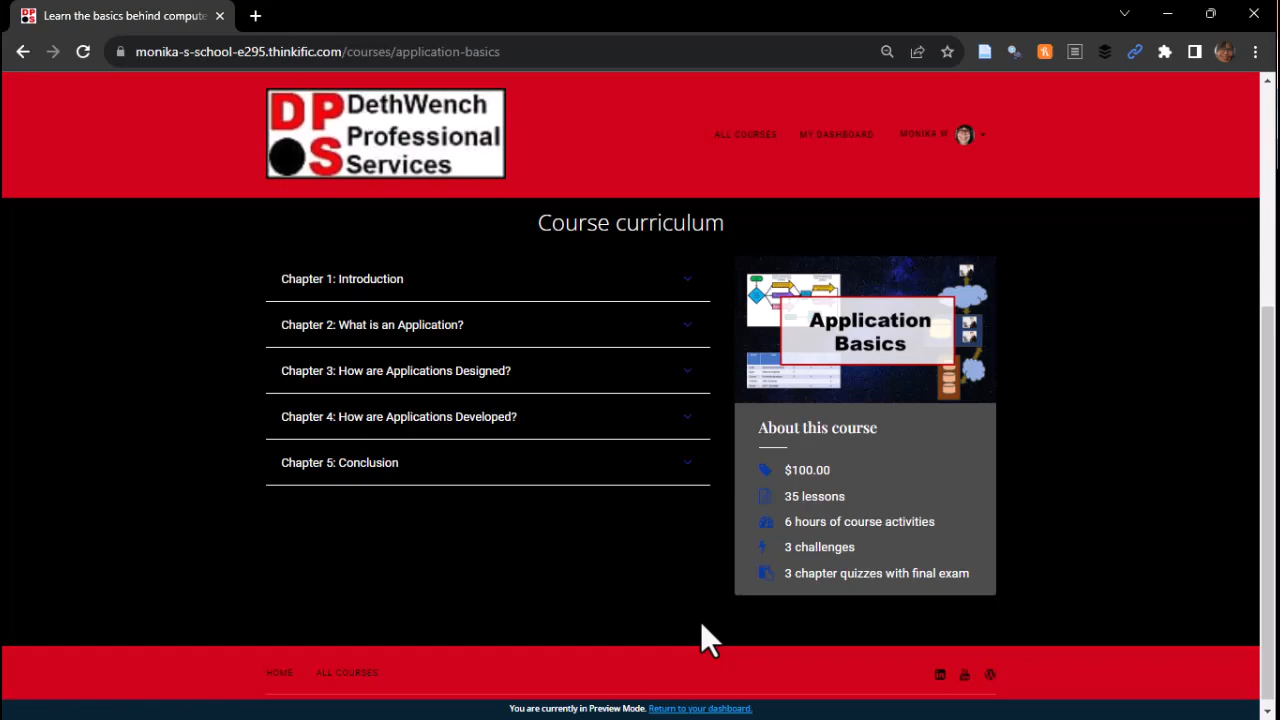 Learn the basics behind compute
monika-s-school-e295.thinkific.com/courses/application-basics
DPS DethWench
Professional
Services
ALL COURSES
MY DASHBOARD
MONIKA W
Course curriculum
Chapter 1: Introduction
Chapter 2: What is an Application?
Chapter 3: How are Applications Designed?
Chapter 4: How are Applications Developed?
Chapter 5: Conclusion
Application
Basics
About this course
$100.00
35 lessons
6 hours of course activities
3 challenges
3 chapter quizzes with final exam
HOME
ALL COURSES
You are currently in Preview Mode. Return to your dashboard.